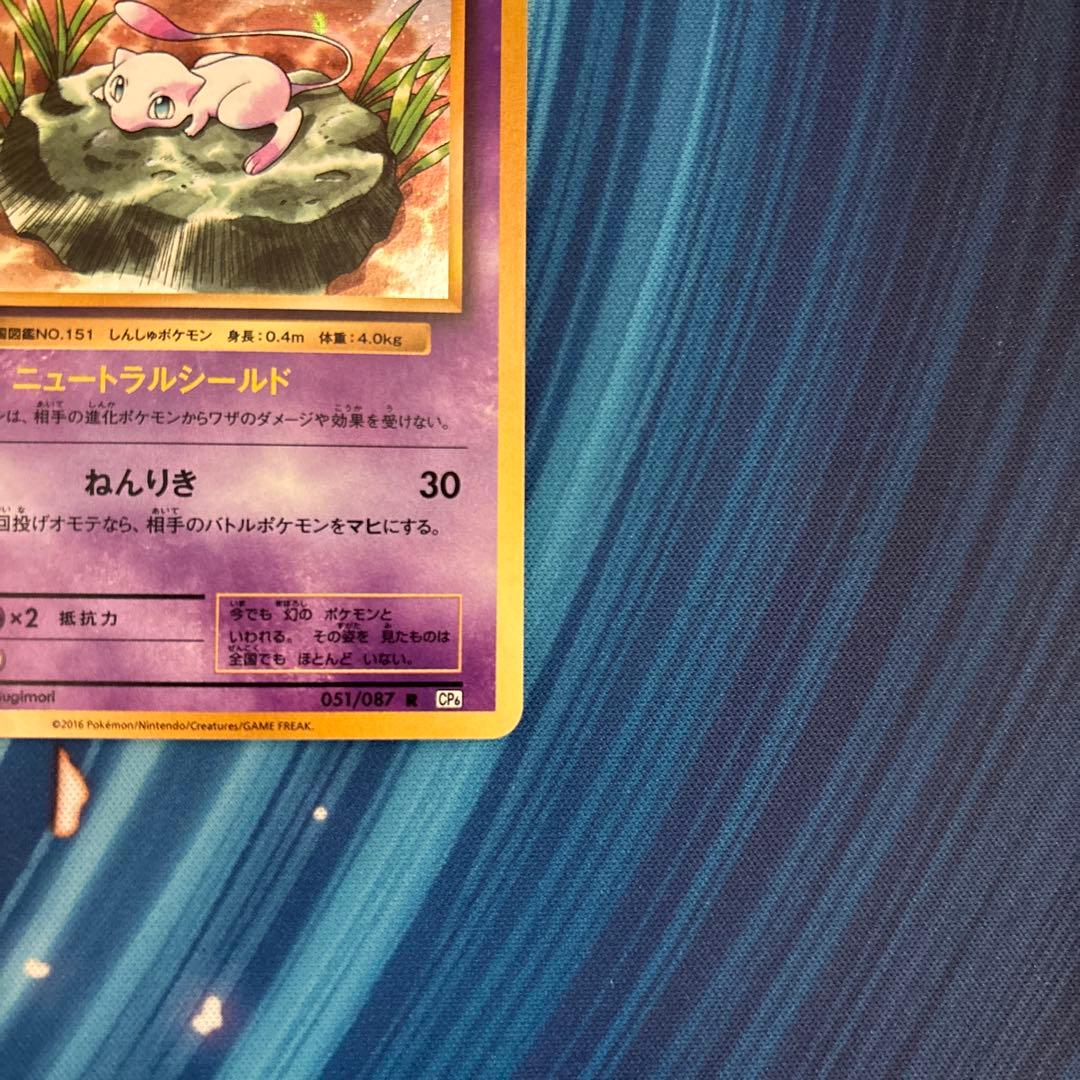 図鑑NO.151 しんしゅポケモン 身長:0.4m 体重:4.0kg
ニュートラルシールド
は、相手の進化ポケモンからワザのダメージや効果を受けない。
ねんりき 30
回投げオモテなら、相手のバトルポケモンをマヒにする。
×2 抵抗力
今でも 幻の ポケモンと
いわれる。 その姿を 見たものは
全国でも ほとんど いない。
ugimori
051/087 R CP6
©2016 Pokémon/Nintendo/Creatures/GAME FREAK.